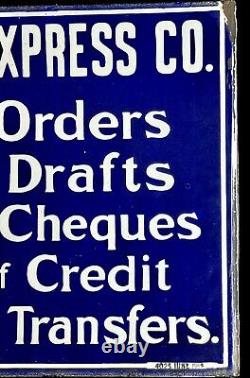 XPRESS CO.
Orders
Drafts
Cheques
f Credit
Transfers.